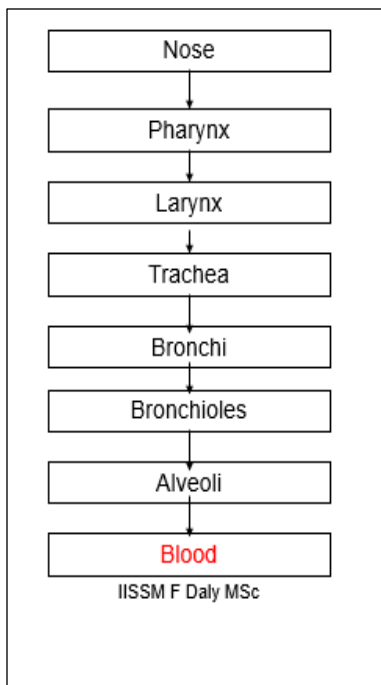 Nose
Pharynx
Larynx
Trachea
Bronchi
Bronchioles
Alveoli
Blood
IISSM F Daly MSc